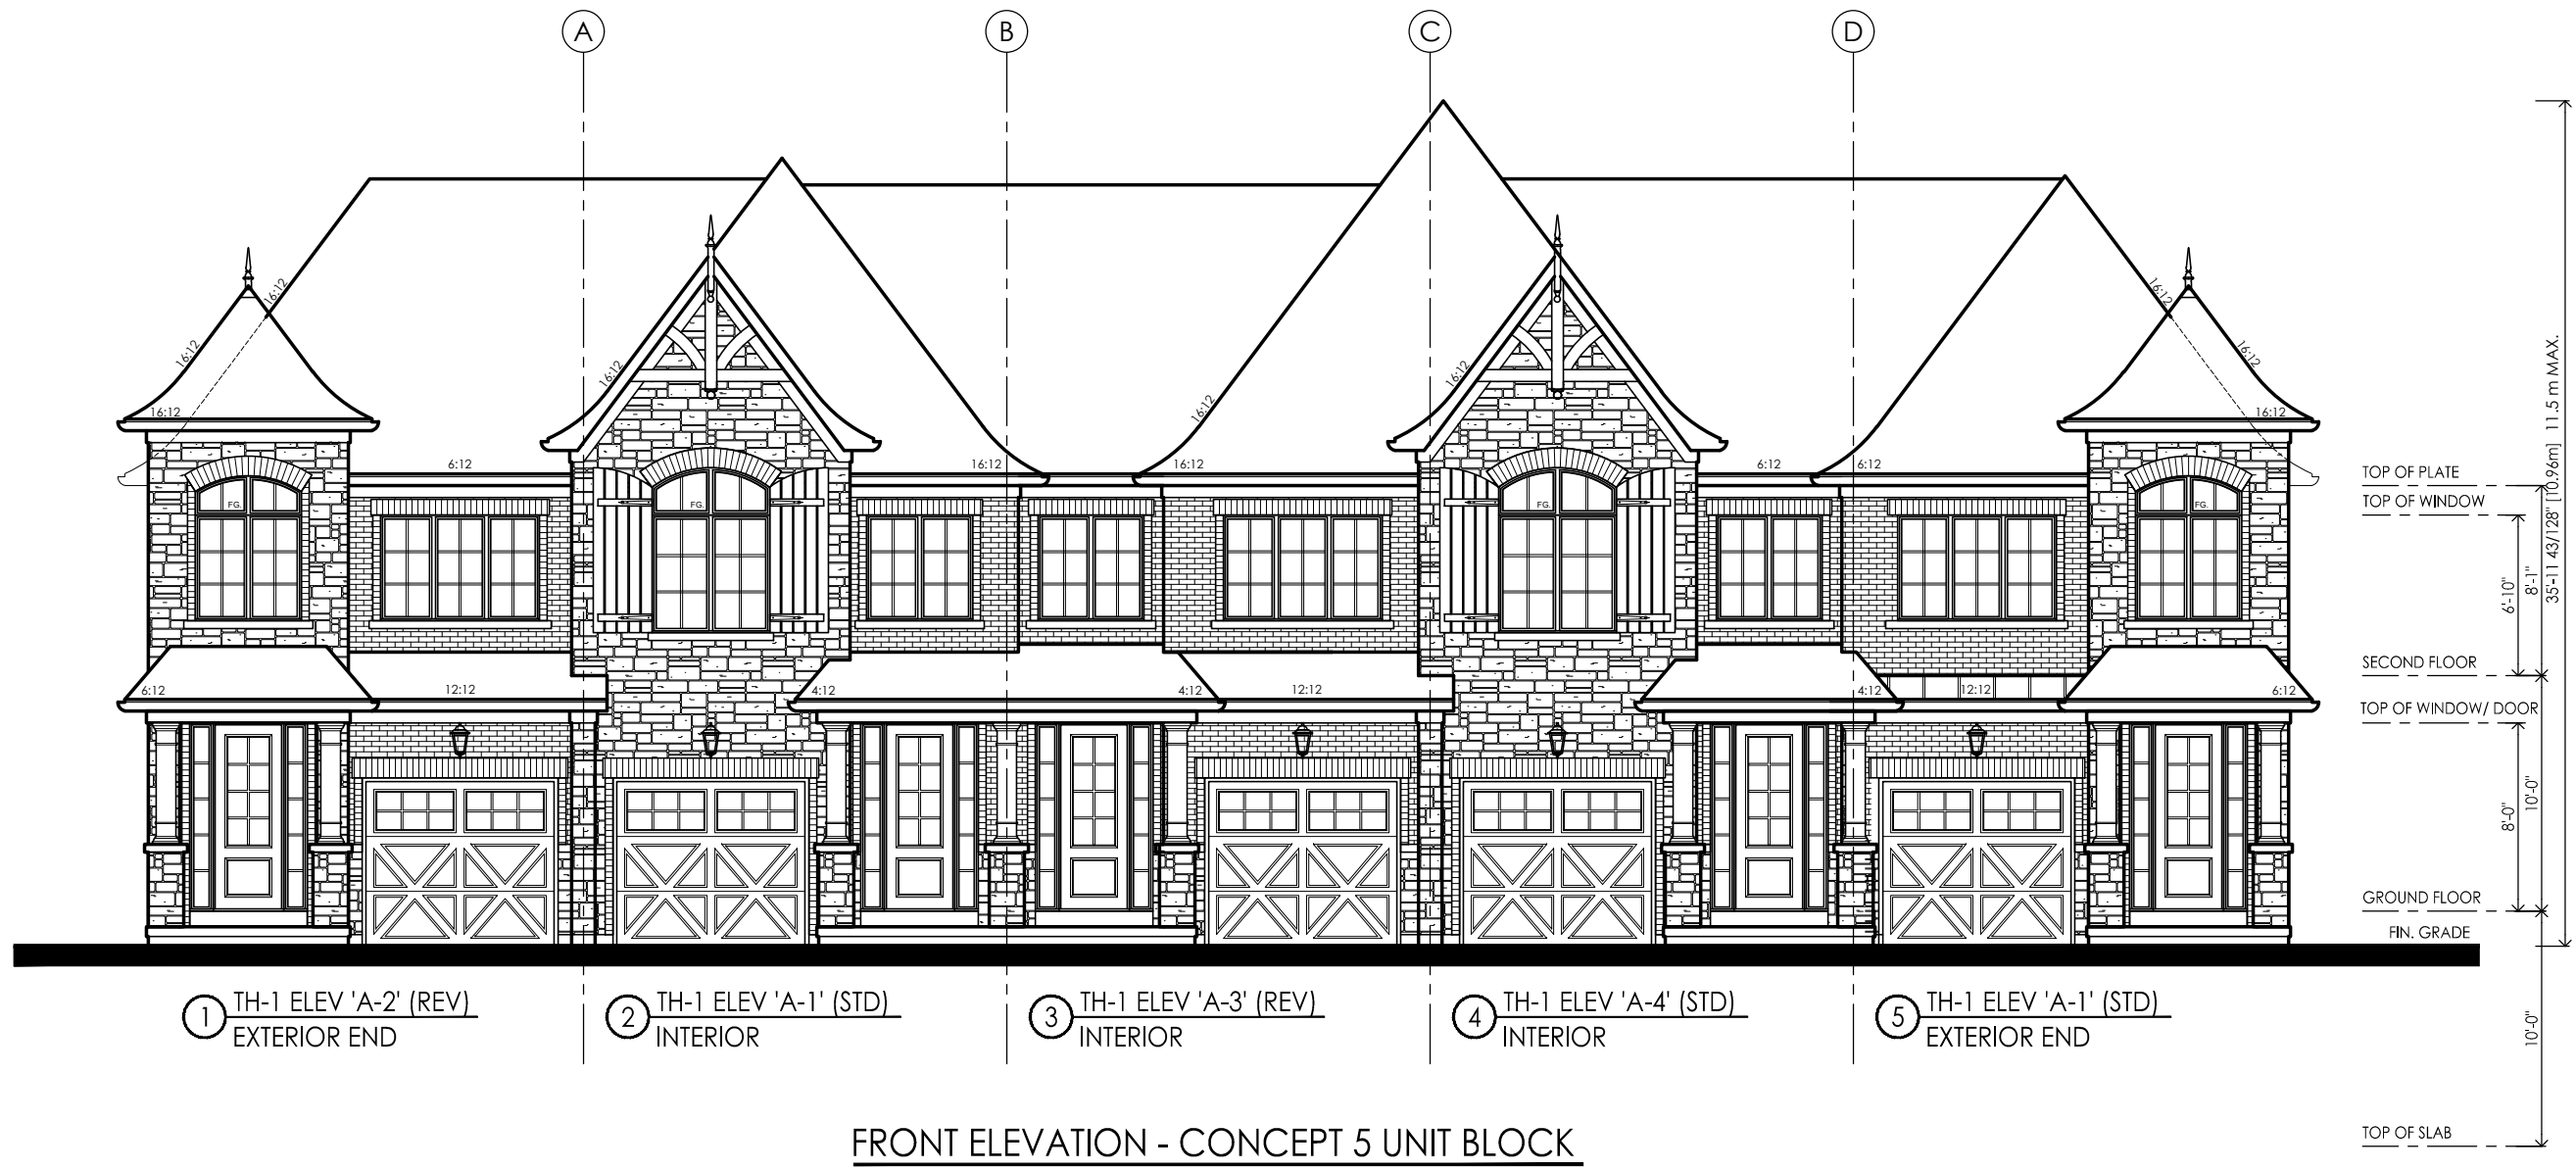 A
B
C
D
16:12
16:12
16:12
16:12
16:12
16:12
16:12
16:12
16:12
16:12
6:12
16:12
16:12
6:12
6:12
FG.
FG.
FG.
FG.
6:12
12:12
4:12
4:12
12:12
4:12
12:12
6:12
TOP OF PLATE
TOP OF WINDOW
SECOND FLOOR
TOP OF WINDOW/ DOOR
GROUND FLOOR
FIN. GRADE
TOP OF SLAB
6'-10"
8'-1"
35'-11 43/128" [10.96m] 11.5 m MAX.
8'-0"
10'-0"
10'-0"
1 TH-1 ELEV 'A-2' (REV)
EXTERIOR END
2 TH-1 ELEV 'A-1' (STD)
INTERIOR
3 TH-1 ELEV 'A-3' (REV)
INTERIOR
4 TH-1 ELEV 'A-4' (STD)
INTERIOR
5 TH-1 ELEV 'A-1' (STD)
EXTERIOR END
FRONT ELEVATION - CONCEPT 5 UNIT BLOCK